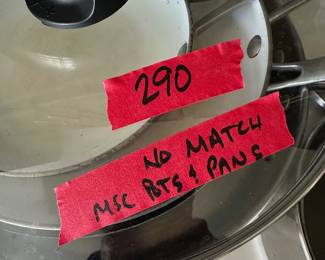 290
NO MATCH
MSC PTS & PANS